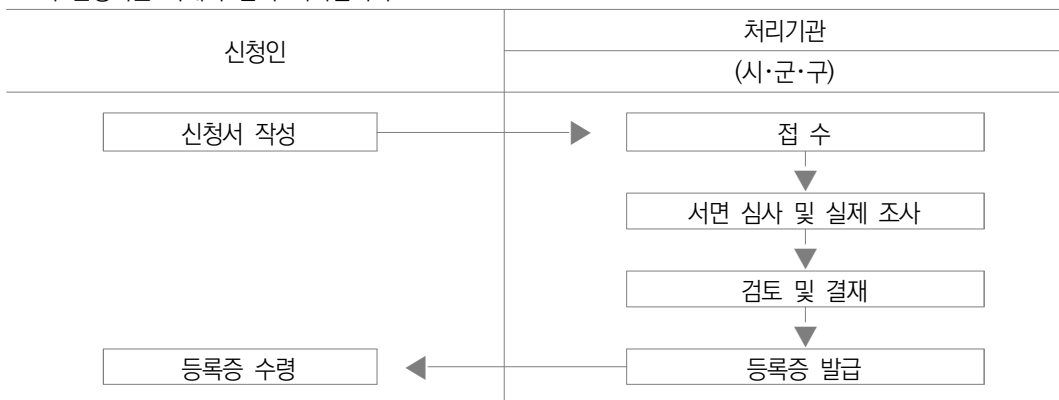 신청인
처리기관
(시·군·구)
신청서 작성
접 수
서면 심사 및 실제 조사
검토 및 결재
등록증 수령
등록증 발급